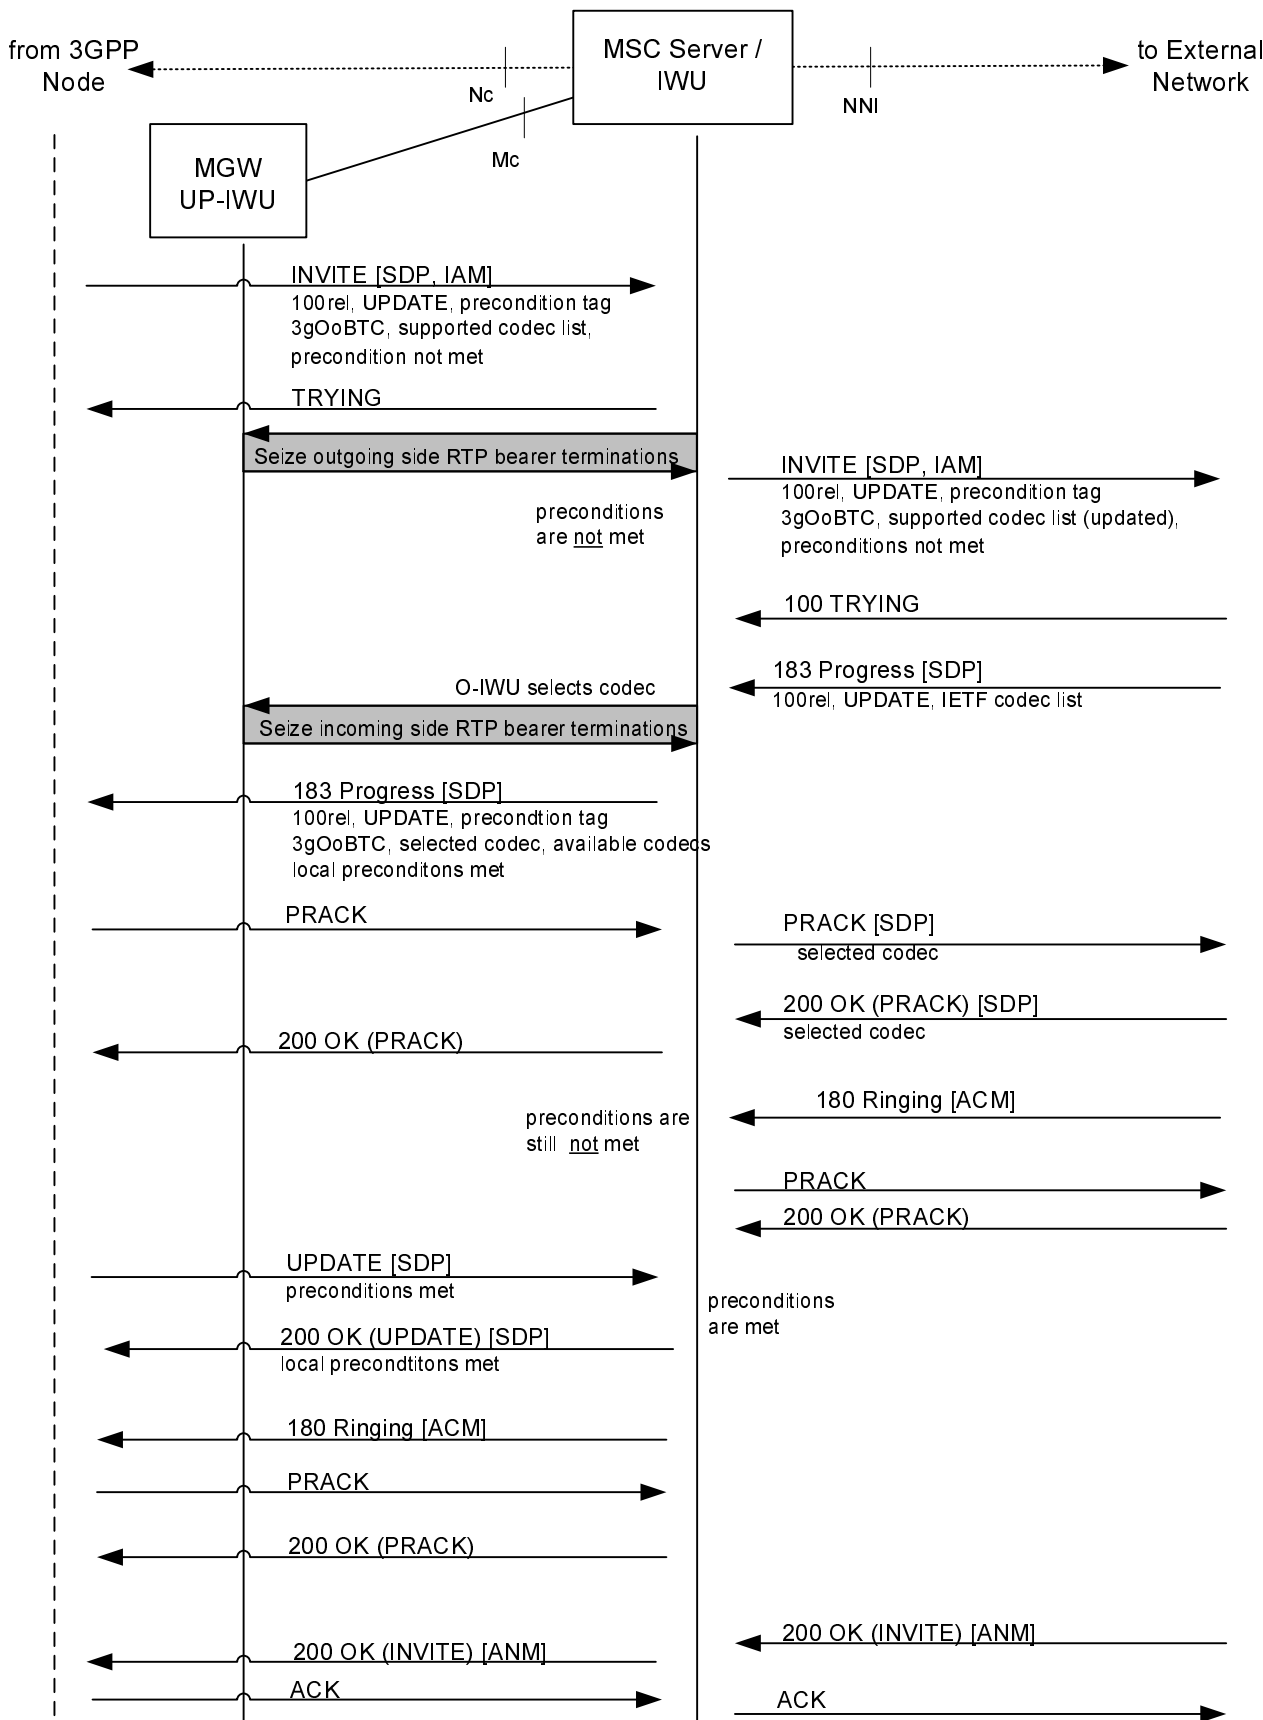 from 3GPP
Node
MSC Server /
IWU
to External
Network
Nc
NNI
Mc
MGW
UP-IWU
INVITE [SDP, IAM]
100rel, UPDATE, precondition tag
3gOoBTC, supported codec list,
precondition not met
TRYING
Seize outgoing side RTP bearer terminations
INVITE [SDP, IAM]
100rel, UPDATE, precondition tag
3gOoBTC, supported codec list (updated),
preconditions not met
preconditions
are not met
100 TRYING
183 Progress [SDP]
100rel, UPDATE, IETF codec list
O-IWU selects codec
Seize incoming side RTP bearer terminations
183 Progress [SDP]
100rel, UPDATE, precondtion tag
3gOoBTC, selected codec, available codecs
local preconditons met
PRACK
PRACK [SDP]
selected codec
200 OK (PRACK) [SDP]
selected codec
200 OK (PRACK)
180 Ringing [ACM]
preconditions are
still not met
PRACK
200 OK (PRACK)
UPDATE [SDP]
preconditions met
preconditions
are met
200 OK (UPDATE) [SDP]
local precondtitons met
180 Ringing [ACM]
PRACK
200 OK (PRACK)
200 OK (INVITE) [ANM]
200 OK (INVITE) [ANM]
ACK
ACK